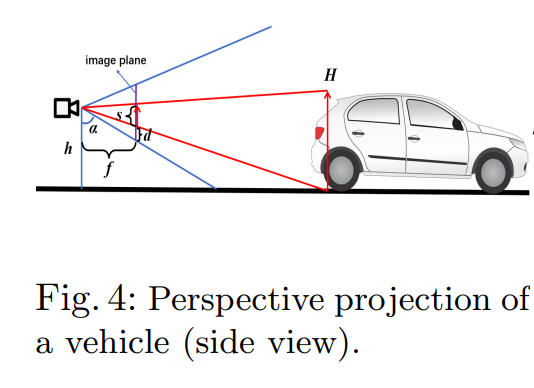 image plane
H
s
α
d
h
f
Fig. 4: Perspective projection of
a vehicle (side view).